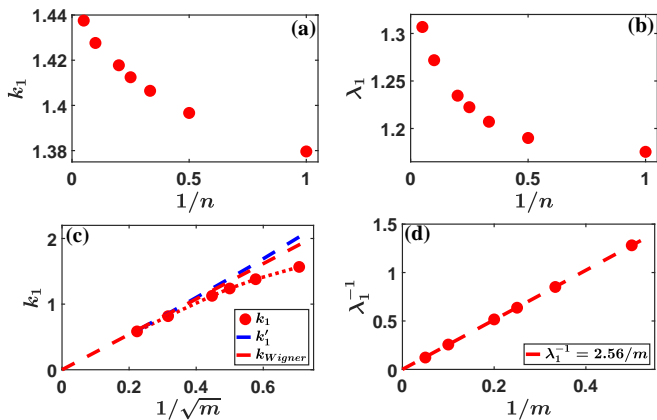 (a)
k₁
1.44
1.42
1.4
1.38
0
0.5
1
1/n
(b)
λ₁
1.3
1.25
1.2
0
0.5
1
1/n
(c)
k₁
2
1
0
0
0.2
0.4
0.6
1/√m
k₁
k′₁
k_Wigner
(d)
λ₁⁻¹
1.5
1
0.5
0
0
0.2
0.4
1/m
λ₁⁻¹ = 2.56/m